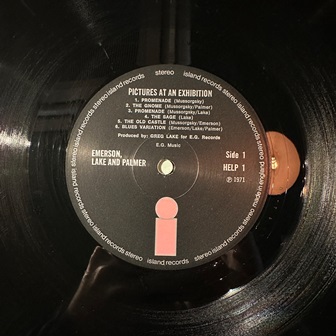 stereo island records stereo island records stereo island records stereo island records stereo island records stereo made in england
PICTURES AT AN EXHIBITION
1. PROMENADE (Mussorgsky)
2. THE GNOME (Mussorgsky/Palmer)
3. PROMENADE (Mussorgsky/Lake)
4. THE SAGE (Lake)
5. THE OLD CASTLE (Mussorgsky/Emerson)
6. BLUES VARIATION (Emerson/Lake/Palmer)
Produced by: GREG LAKE for E.G. Records
E.G. Music
EMERSON,
LAKE AND PALMER
Side 1
HELP 1
Ⓟ 1971
i